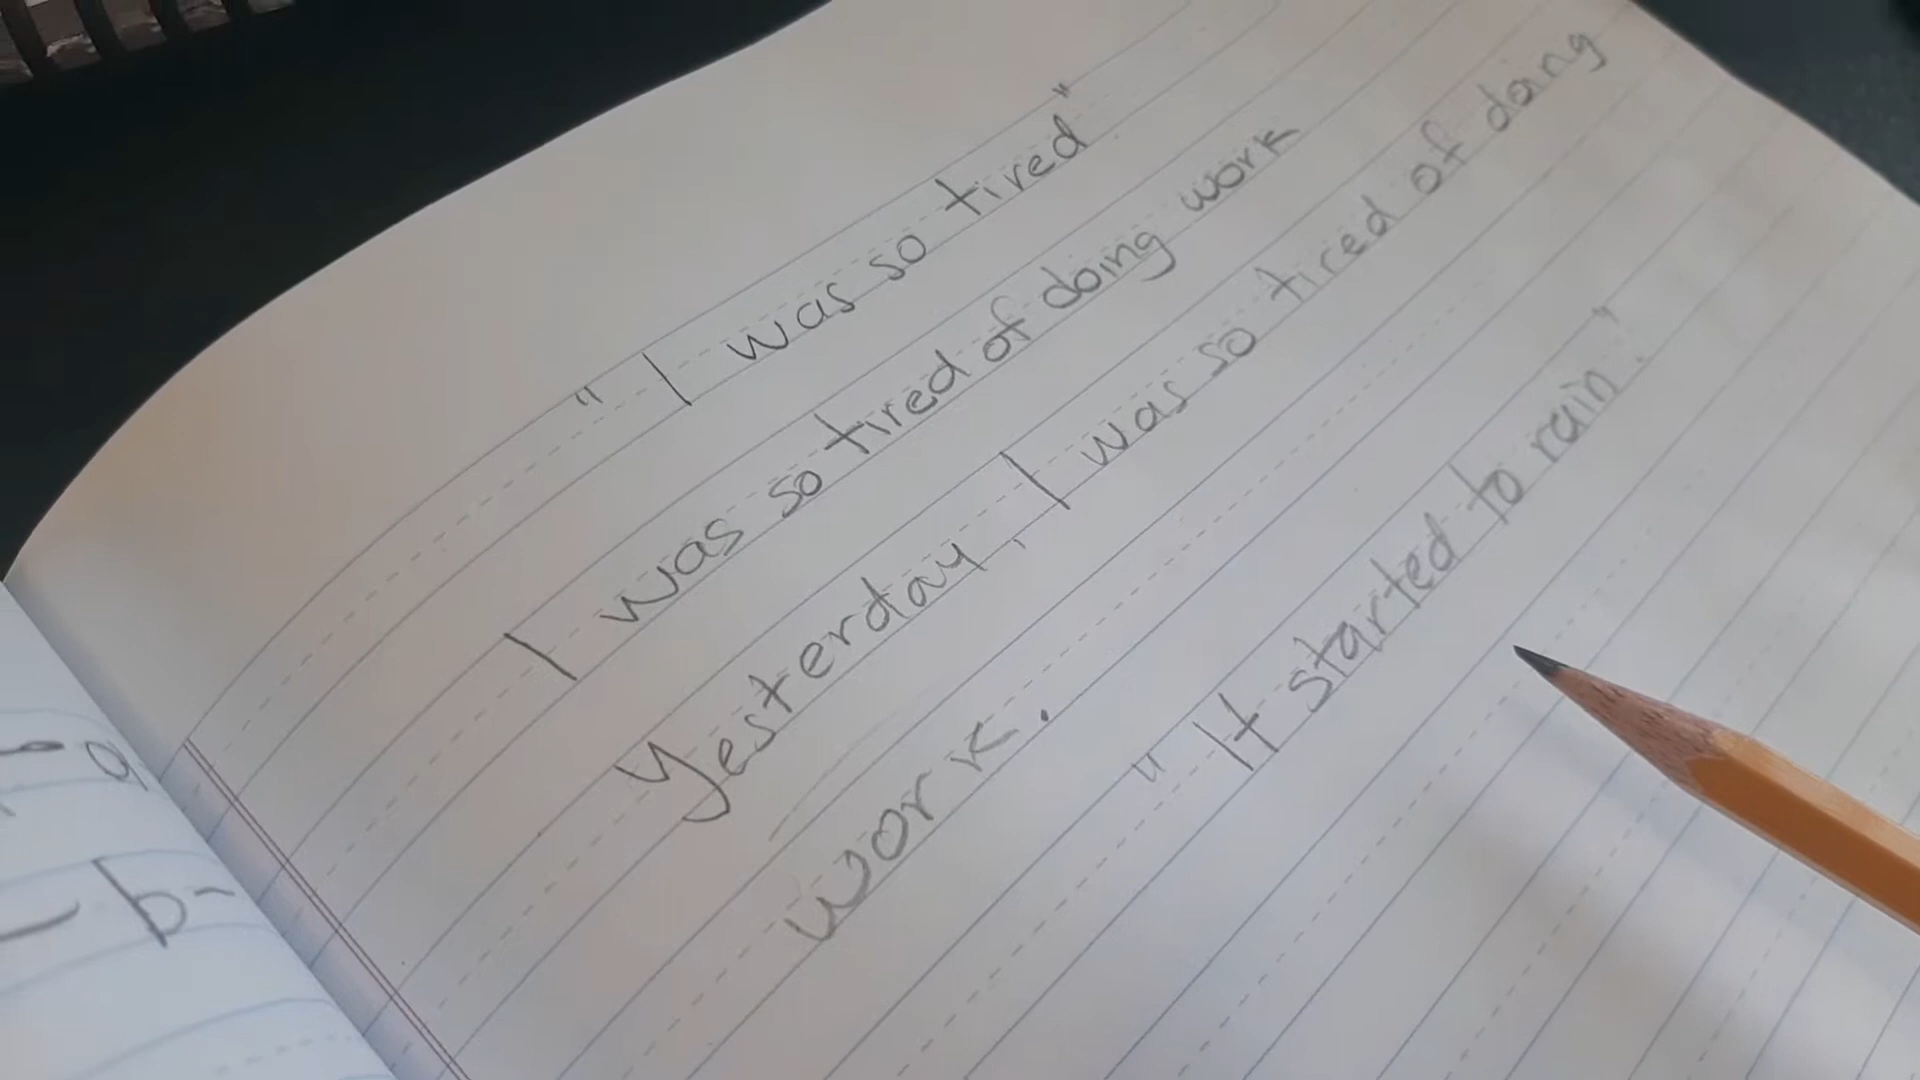 "I was so tired"
I was so tired of doing work
Yesterday, I was so tired of doing
work.
"It started to rain".